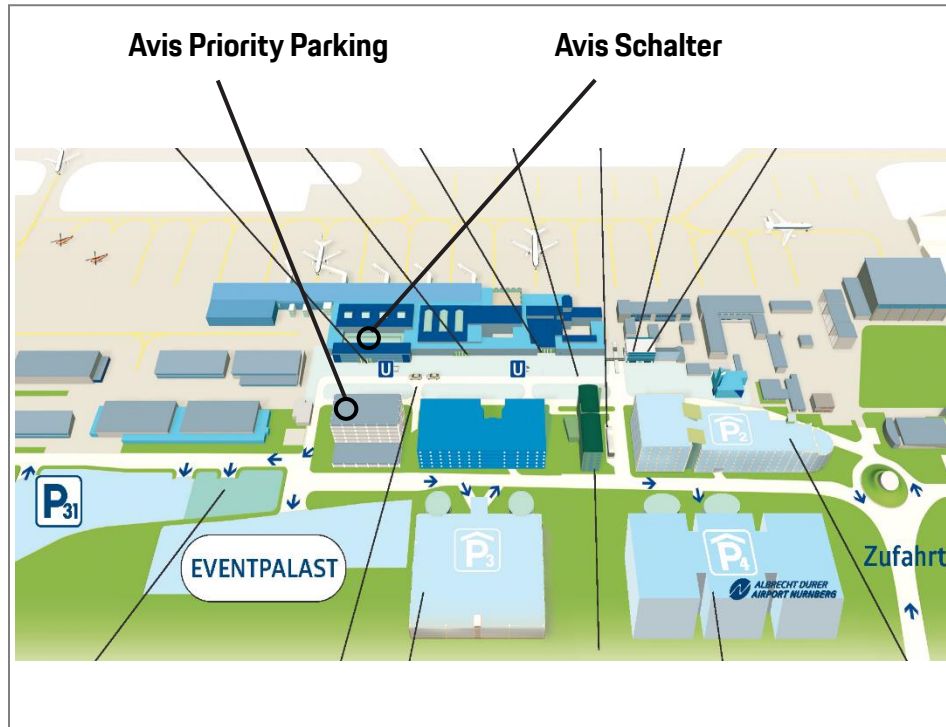 Avis Priority Parking
Avis Schalter
U
U
P2
P31
P3
EVENTPALAST
P4
Zufahrt
ALBRECHT DÜRER
AIRPORT NÜRNBERG